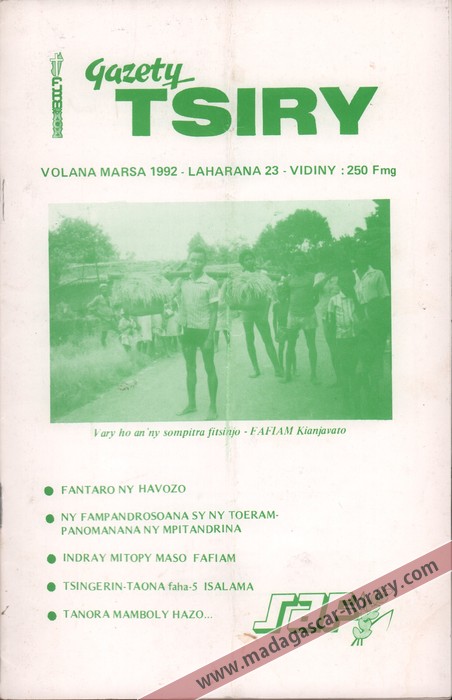 gazety
TSIRY
VOLANA MARSA 1992 - LAHARANA 23 - VIDINY : 250 Fmg
Vary ho an'ny sompitra fitsinjo - FAFIAM Kianjavato
FANTARO NY HAVOZO
NY FAMPANDROSOANA SY NY TOERAM-
PANOMANANA NY MPITANDRINA
INDRAY MITOPY MASO FAFIAM
TSINGERIN-TAONA faha-5 ISALAMA
TANORA MAMBOLY HAZO...
www.madagascar-library.com